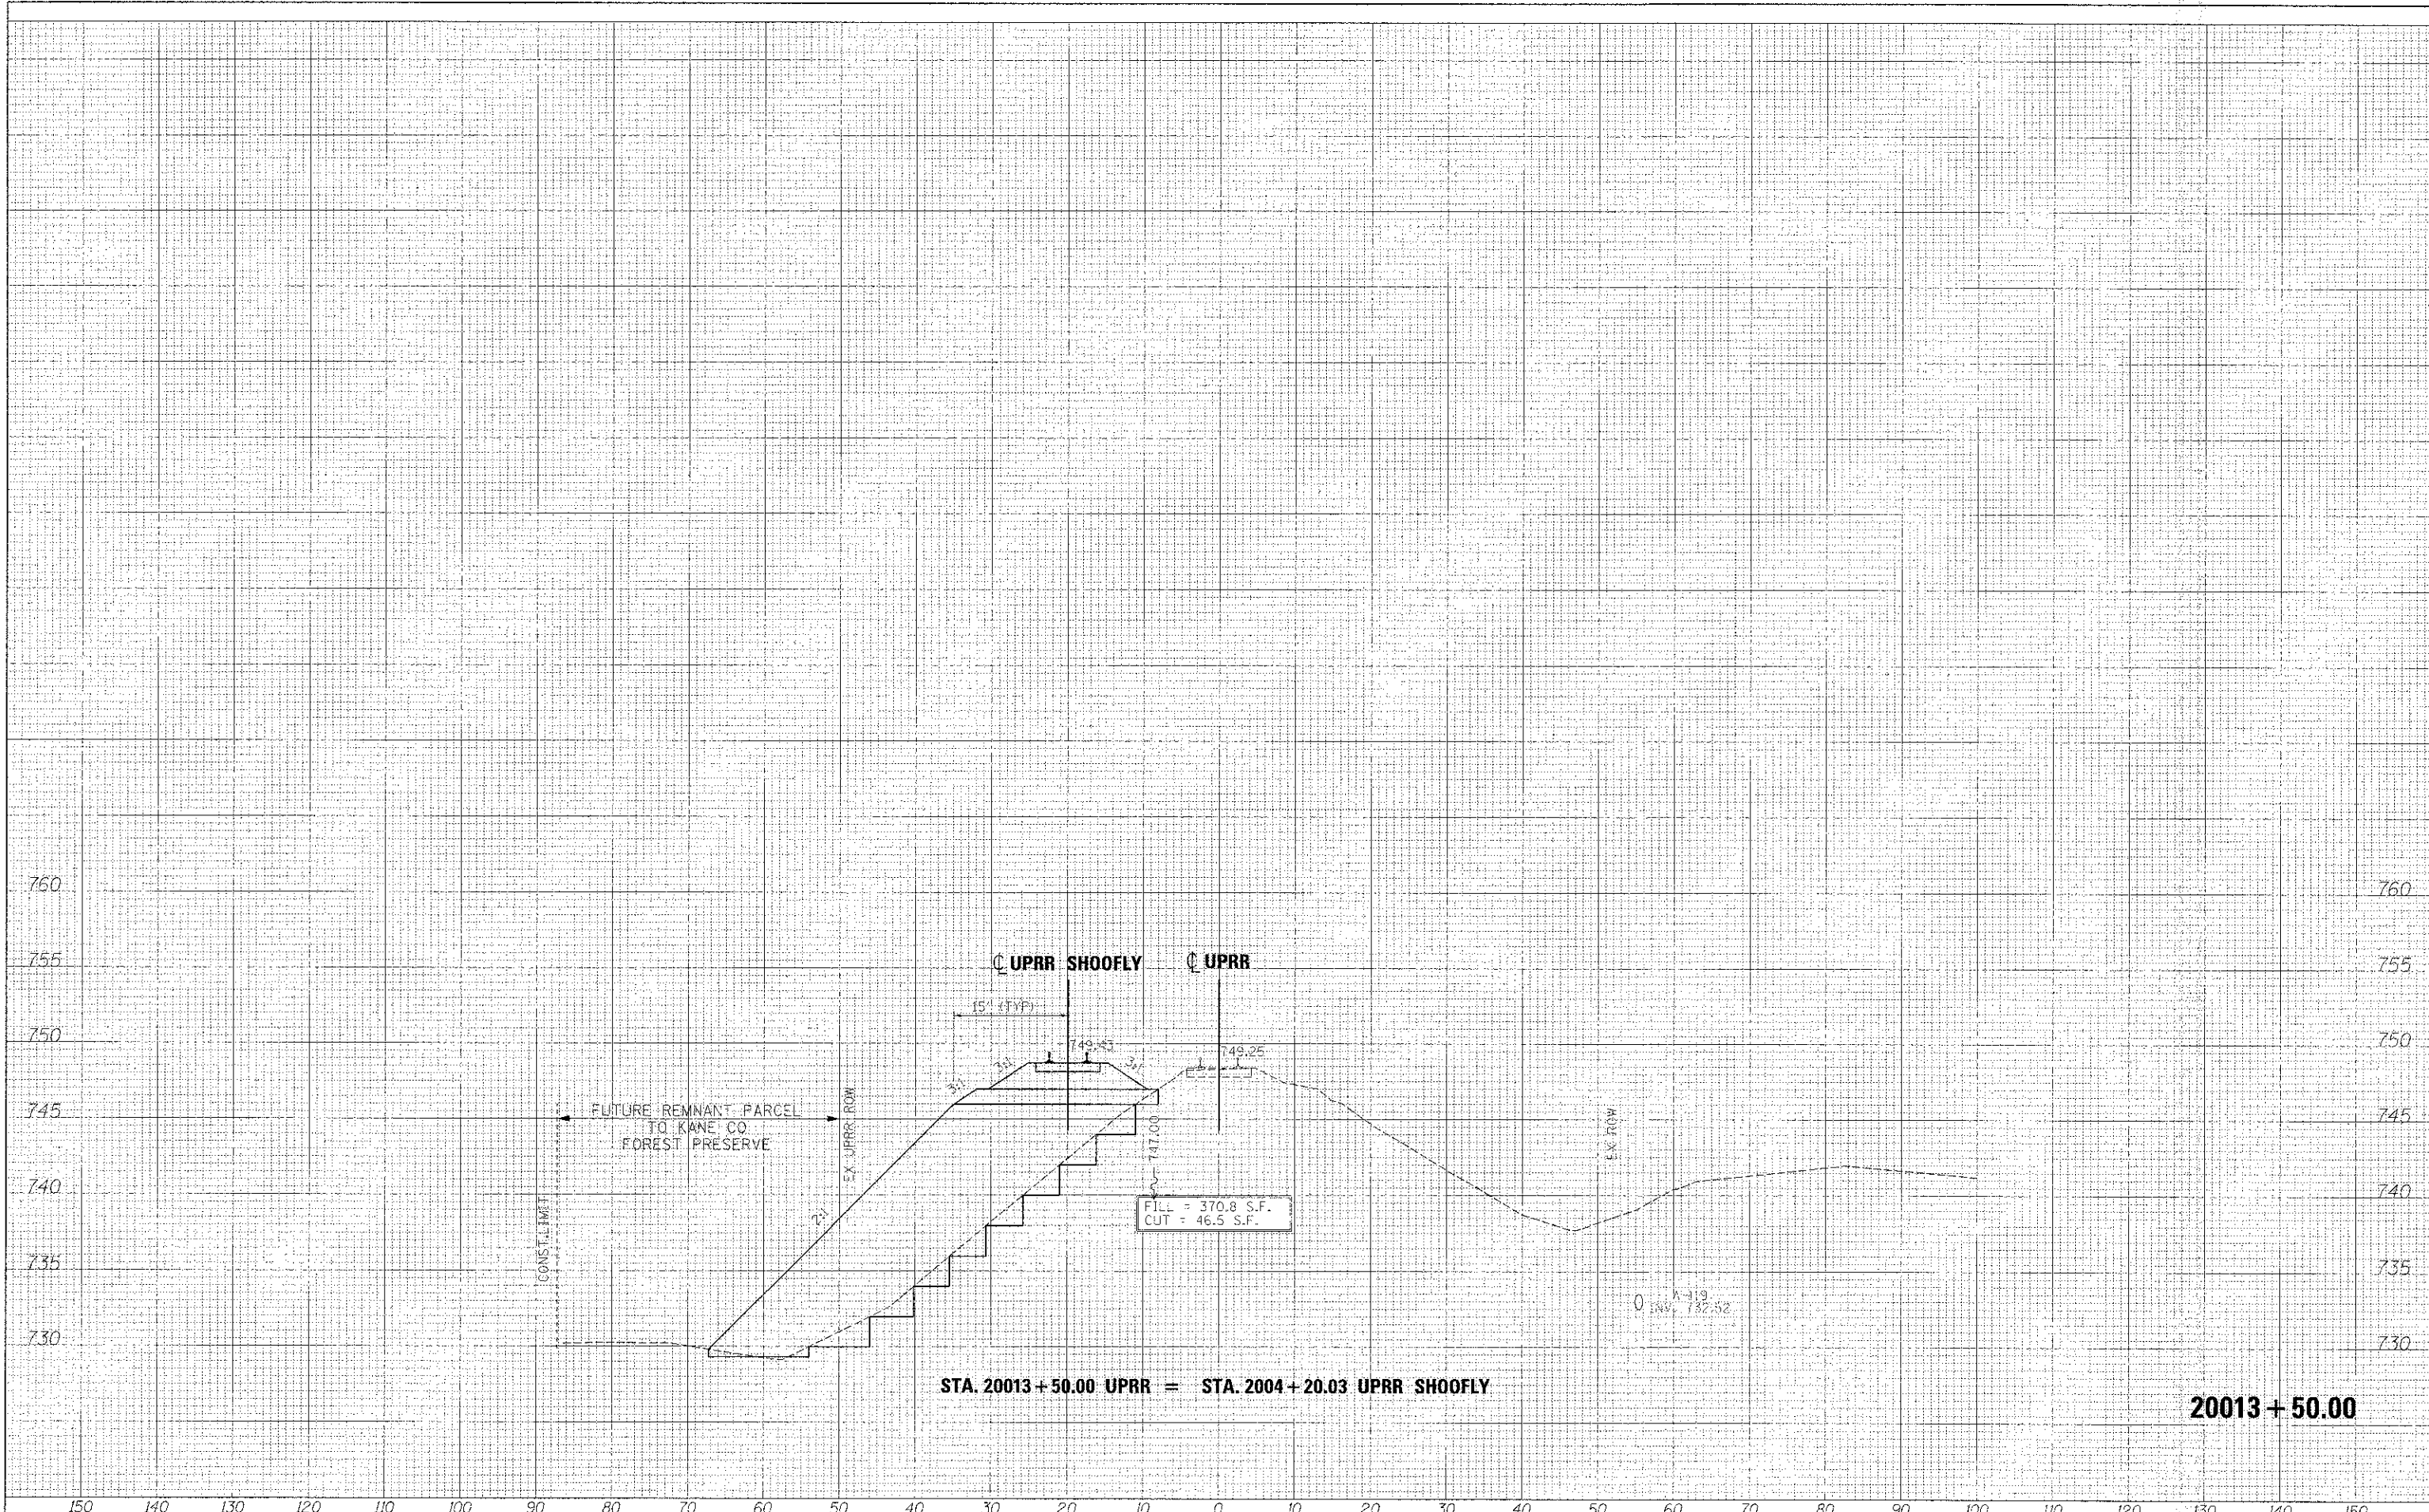 760 760
755 755
℄ UPRR SHOOFLY ℄ UPRR
15' (TYP)
750 750
749.43
749.25
3:1
3:1
3:1
745 745
FUTURE REMNANT PARCEL
TO KANE CO
FOREST PRESERVE
EX UPRR ROW
747.00
EX ROW
740 740
CONST. LIMIT
2:1
FILL = 370.8 S.F.
CUT = 46.5 S.F.
735 735
INV. 732.52
730 730
STA. 20013+50.00 UPRR = STA. 2004+20.03 UPRR SHOOFLY
20013+50.00
150 140 130 120 110 100 90 80 70 60 50 40 30 20 10 0 10 20 30 40 50 60 70 80 90 100 110 120 130 140 150